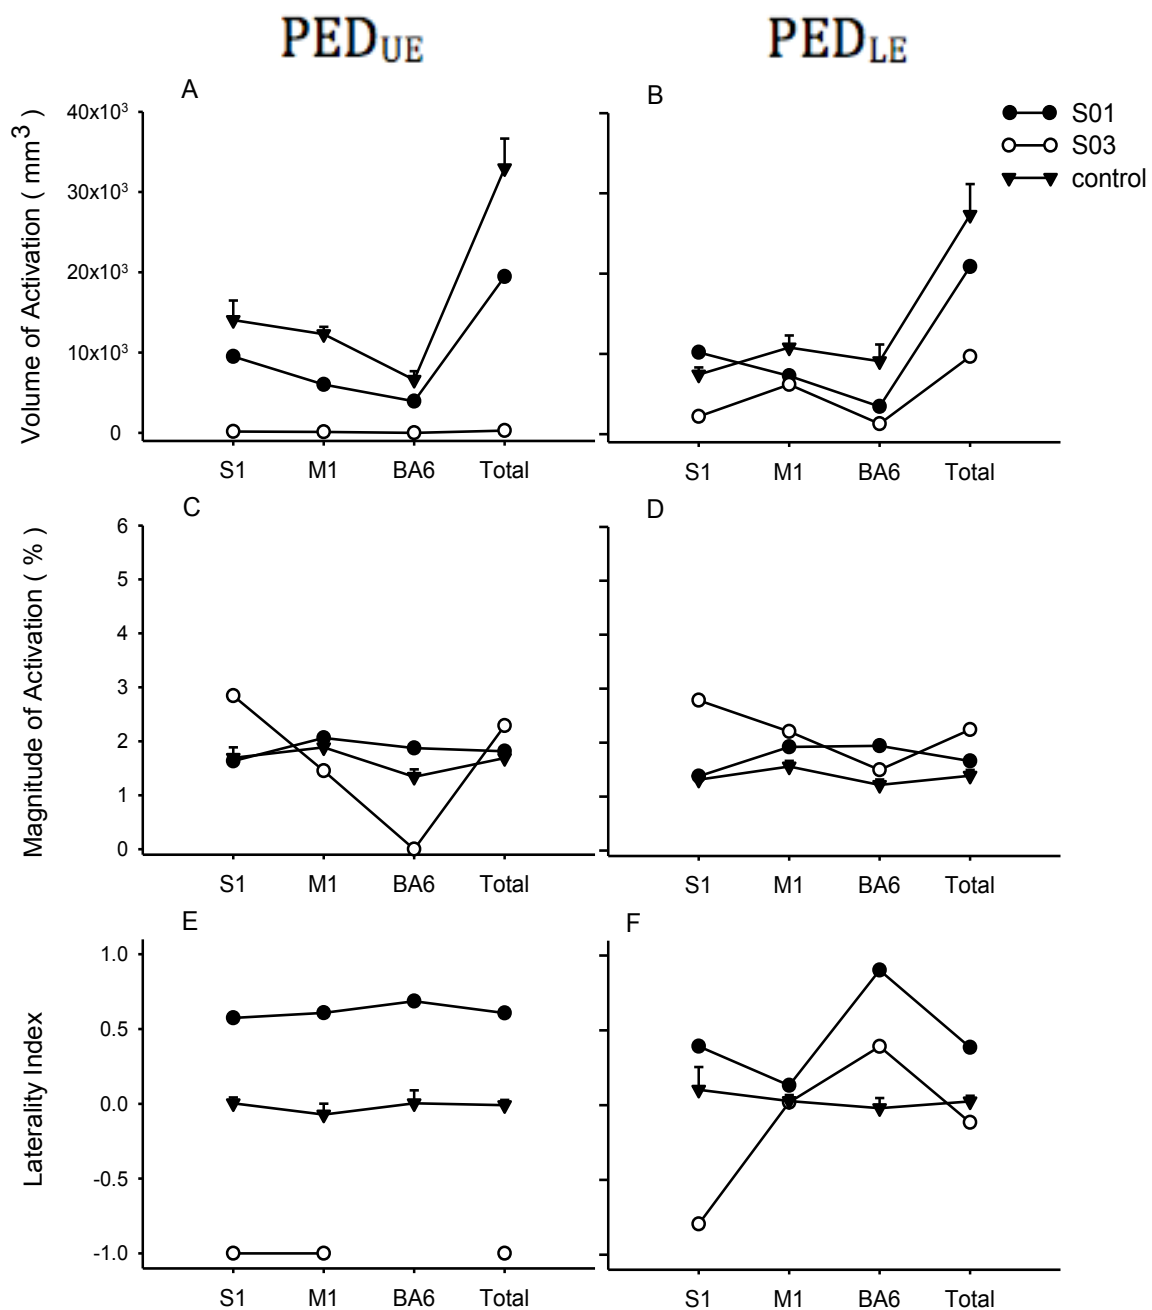 PED_UE PED_LE
A B
S01
S03
control
Volume of Activation ( mm³ )
40x10³
30x10³
20x10³
10x10³
0
S1 M1 BA6 Total S1 M1 BA6 Total
C D
Magnitude of Activation ( % )
6
5
4
3
2
1
0
S1 M1 BA6 Total S1 M1 BA6 Total
E F
Laterality Index
1.0
0.5
0.0
-0.5
-1.0
S1 M1 BA6 Total S1 M1 BA6 Total